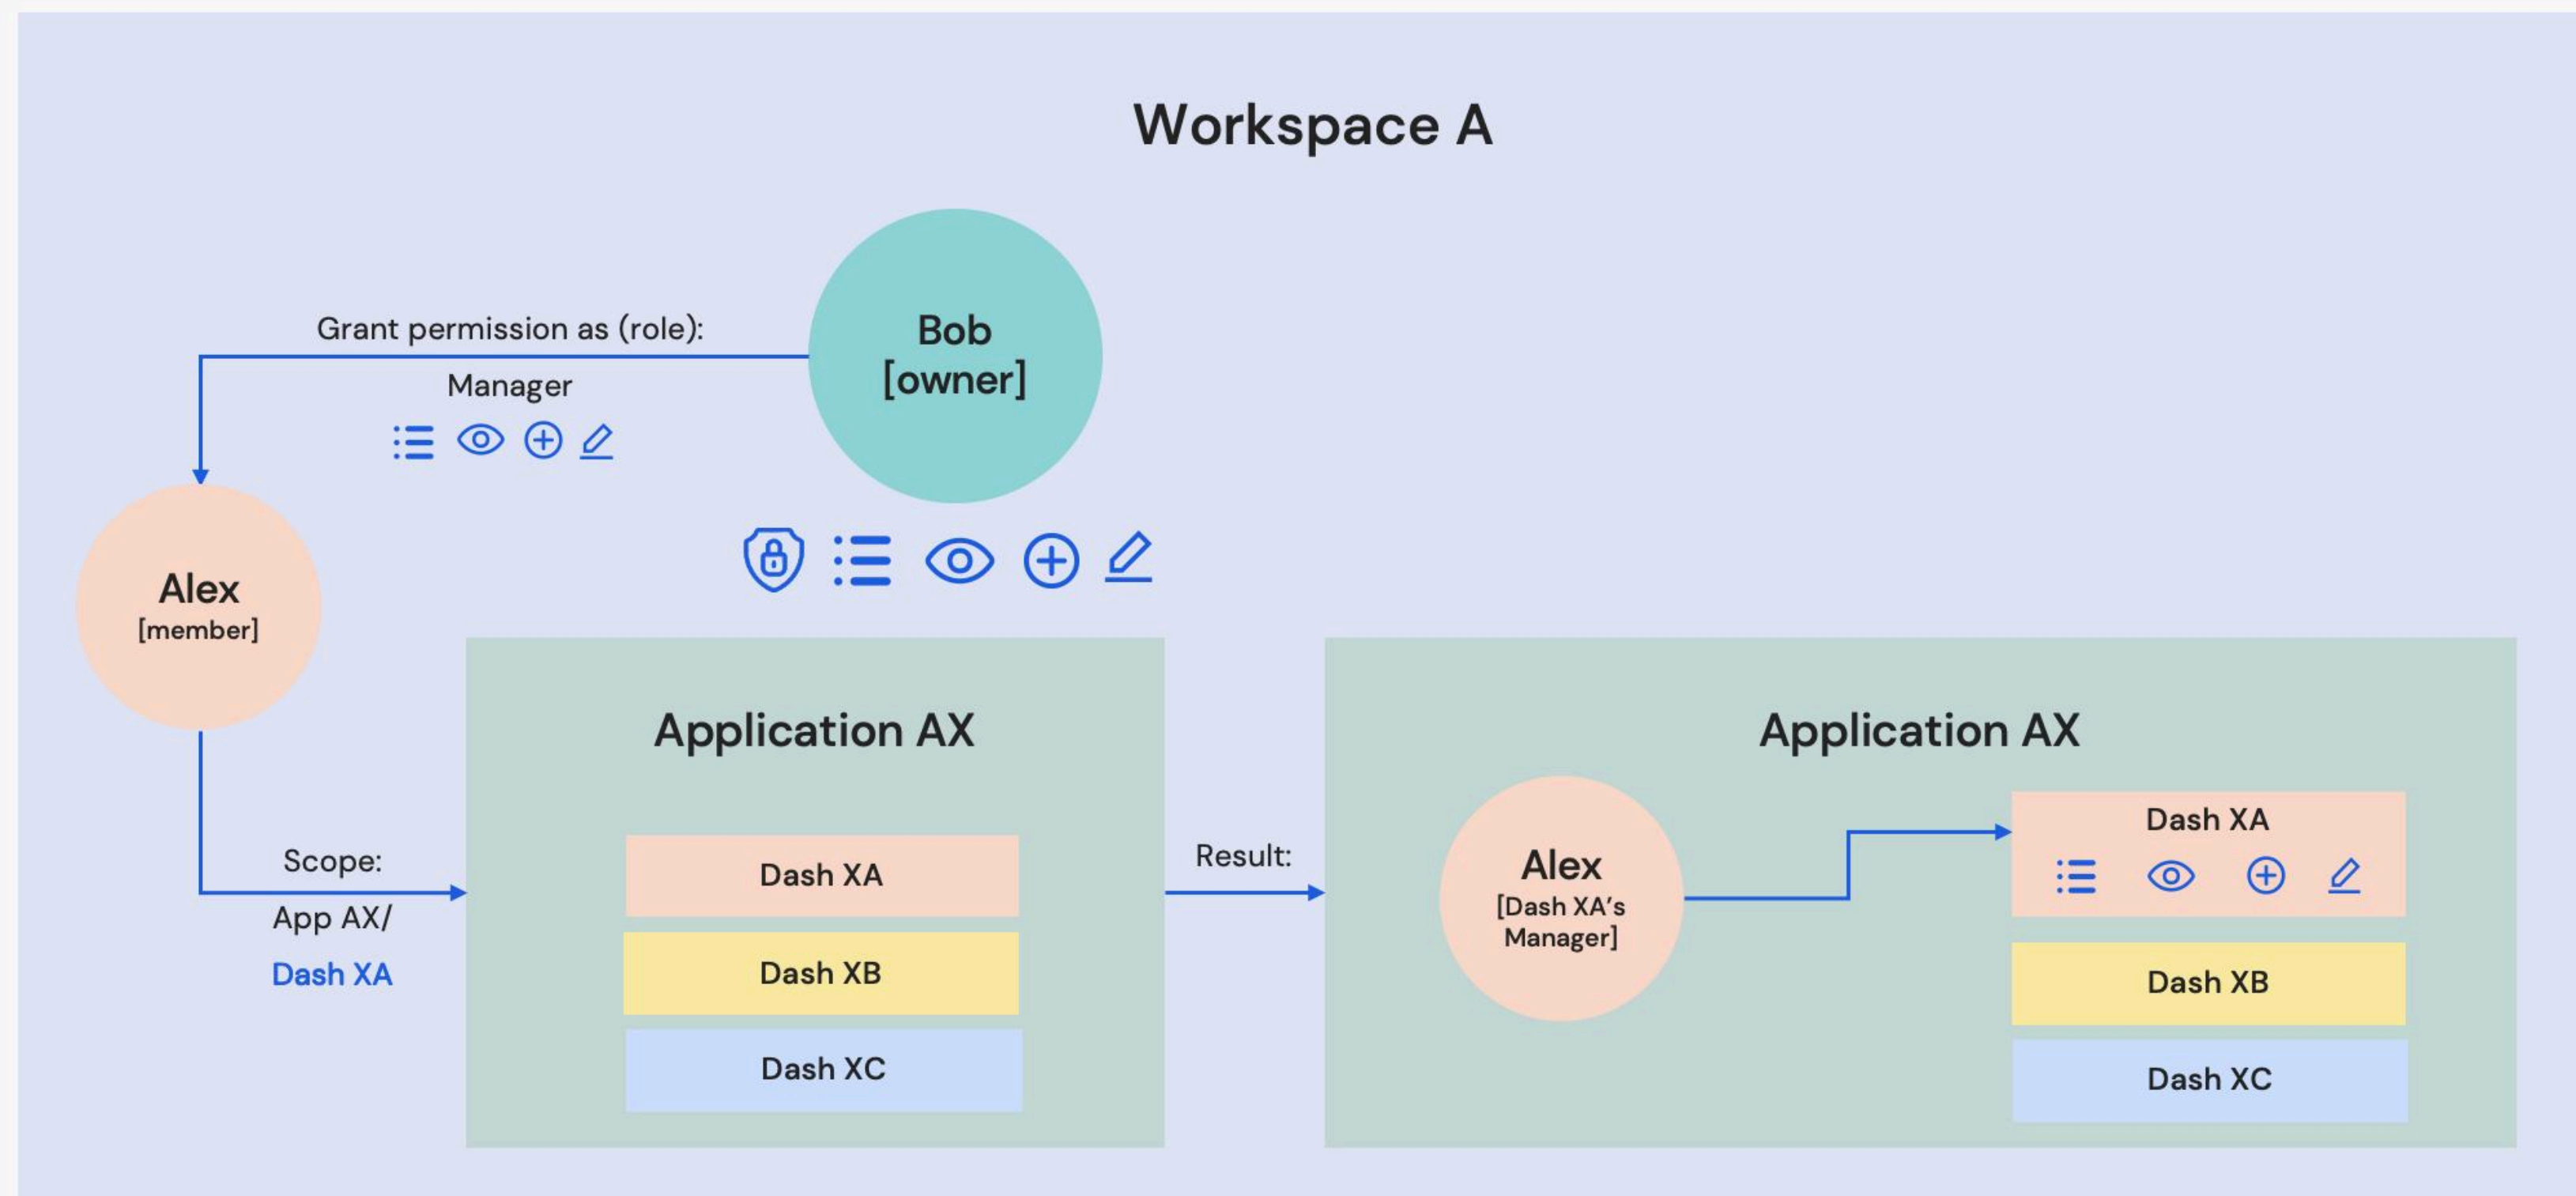 Workspace A
Bob
[owner]
Grant permission as (role):
Manager
Alex
[member]
Scope:
App AX/
Dash XA
Application AX
Dash XA
Dash XB
Dash XC
Result:
Application AX
Alex
[Dash XA’s
Manager]
Dash XA
Dash XB
Dash XC